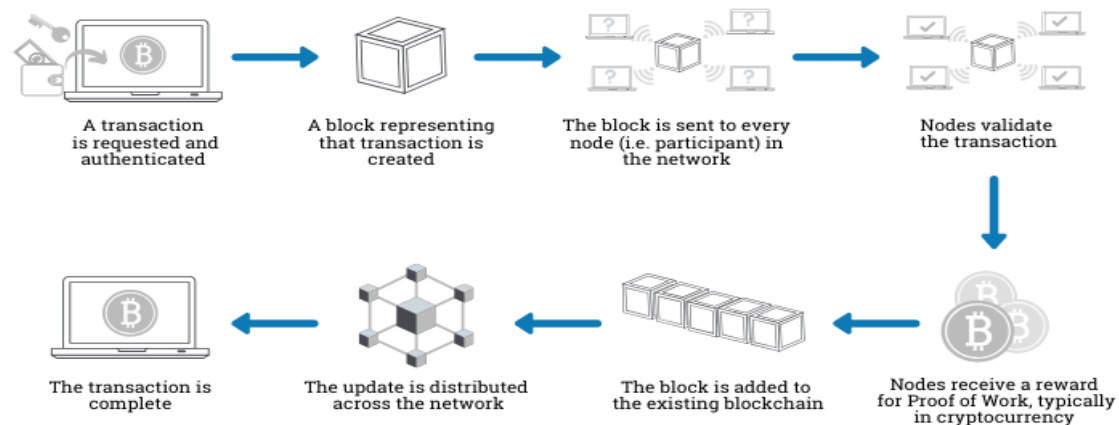 A transaction
is requested and
authenticated
A block representing
that transaction is
created
The block is sent to every
node (i.e. participant) in
the network
Nodes validate
the transaction
Nodes receive a reward
for Proof of Work, typically
in cryptocurrency
The block is added to
the existing blockchain
The update is distributed
across the network
The transaction is
complete